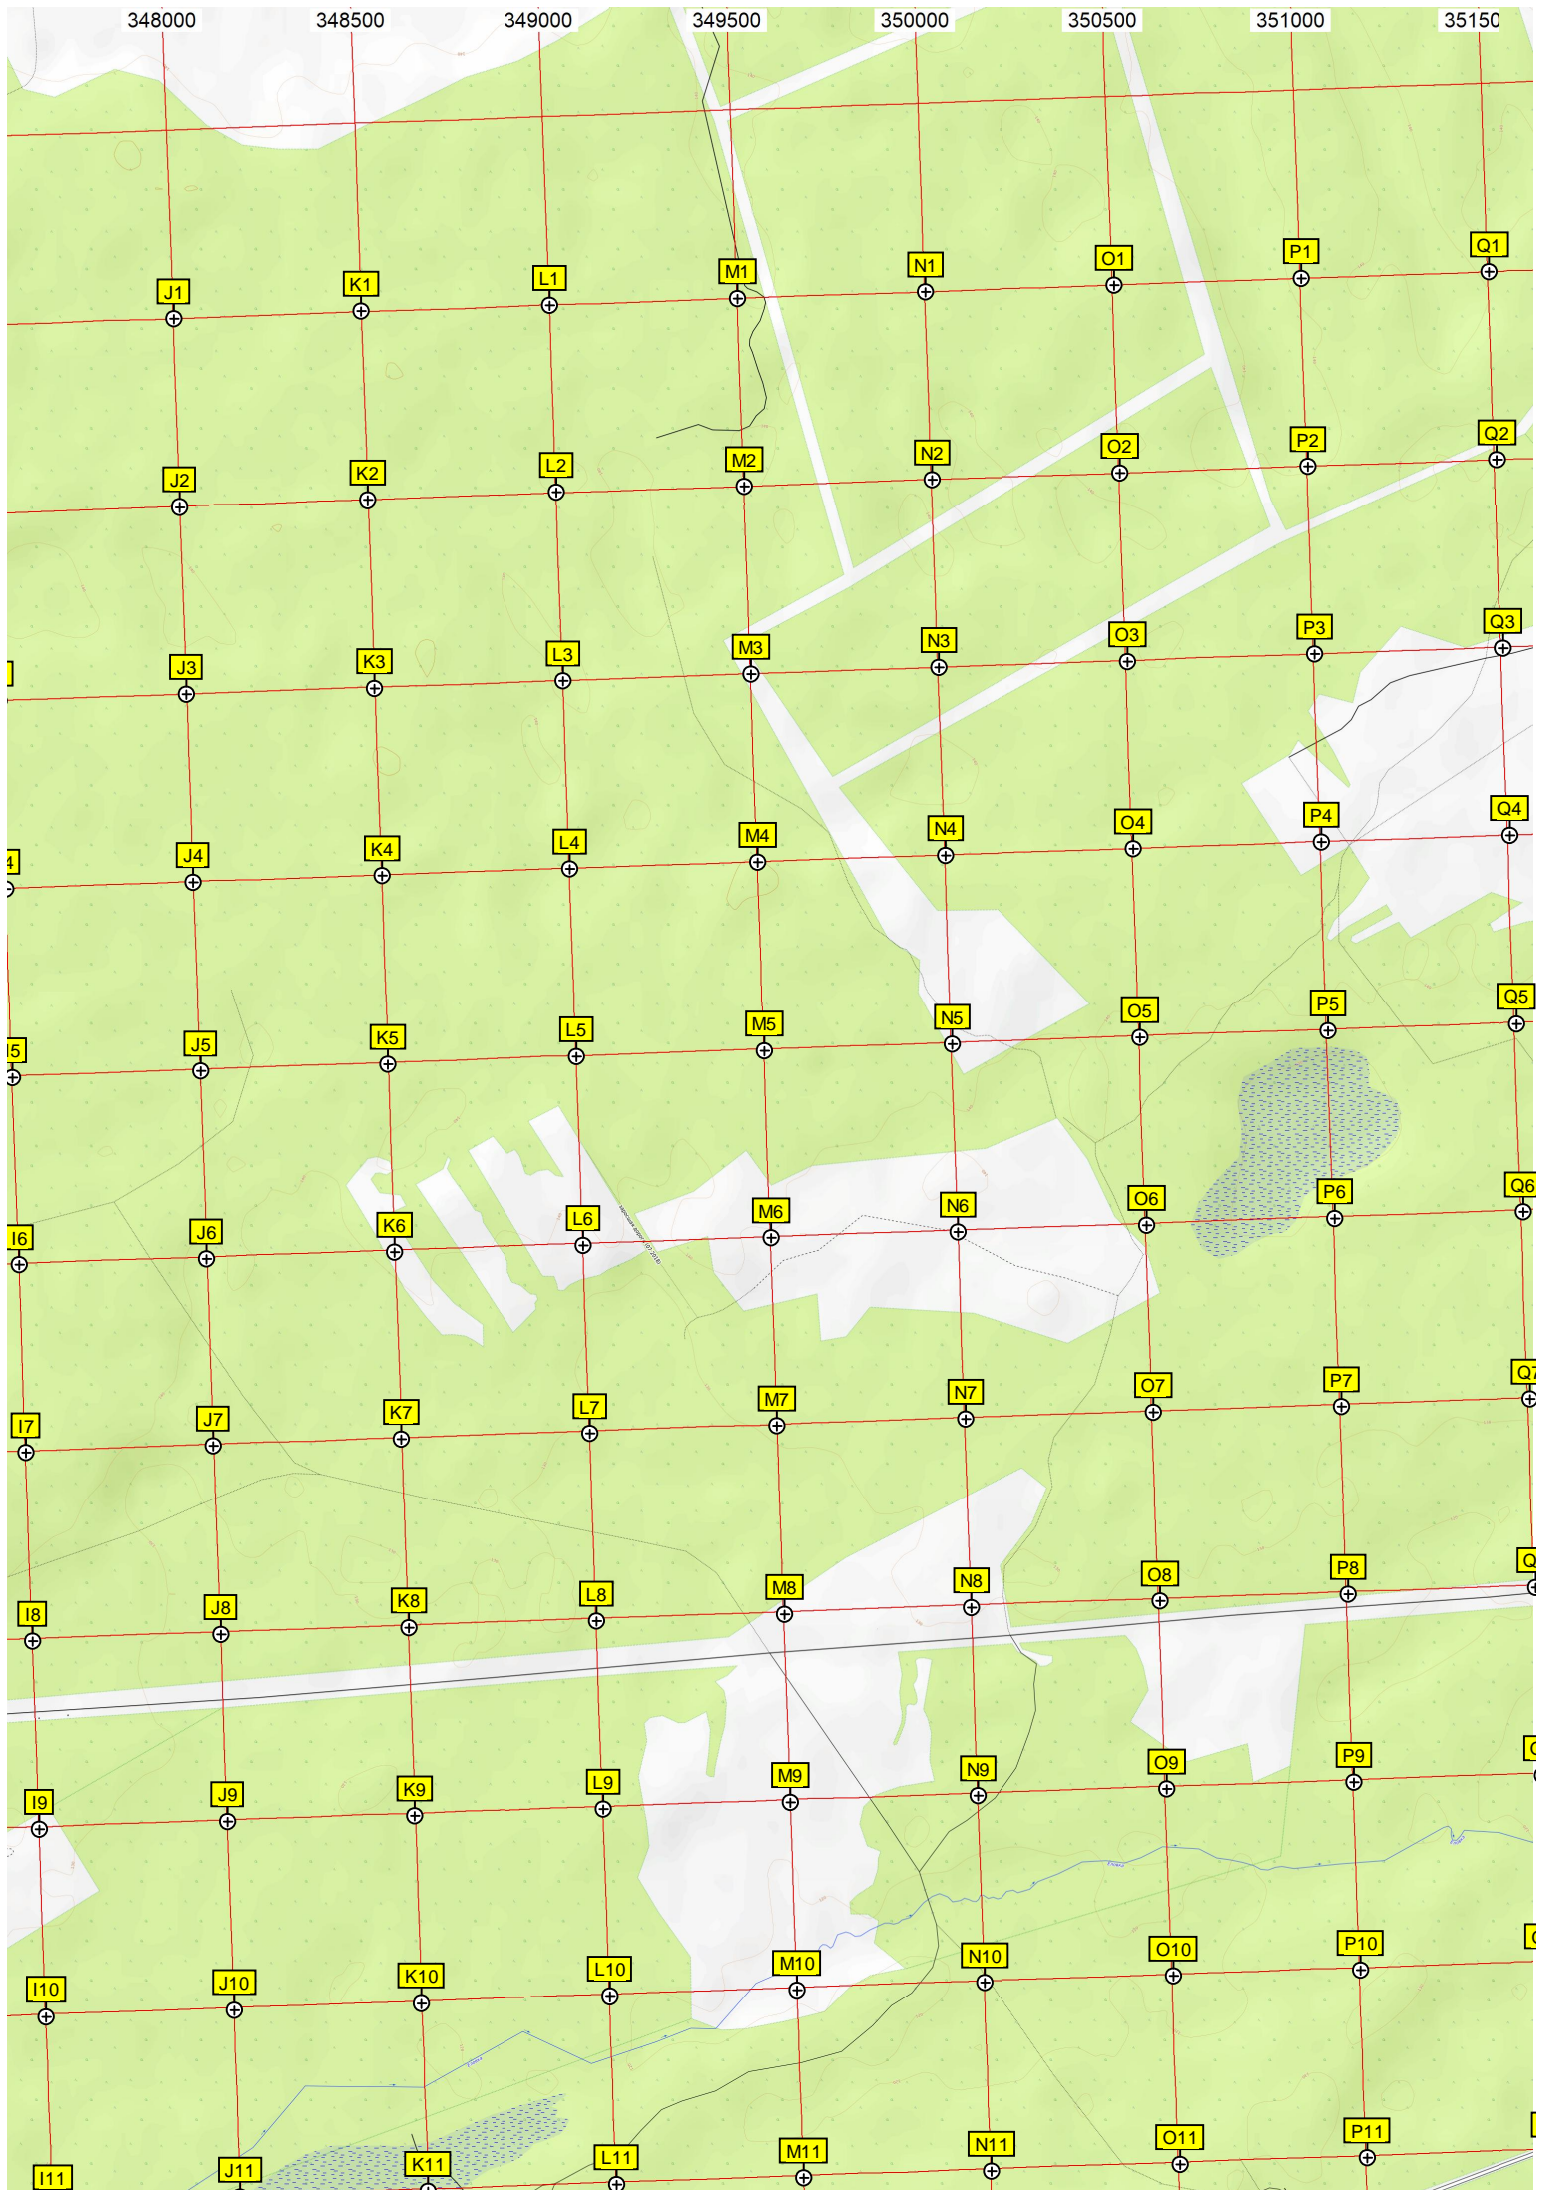 348000 348500 349000 349500 350000 350500 351000 35150
J1 K1 L1 M1 N1 O1 P1 Q1
J2 K2 L2 M2 N2 O2 P2 Q2
J3 K3 L3 M3 N3 O3 P3 Q3
4 J4 K4 L4 M4 N4 O4 P4 Q4
I5 J5 K5 L5 M5 N5 O5 P5 Q5
I6 J6 K6 L6 M6 N6 O6 P6 Q6
I7 J7 K7 L7 M7 N7 O7 P7 Q7
I8 J8 K8 L8 M8 N8 O8 P8 Q
I9 J9 K9 L9 M9 N9 O9 P9
I10 J10 K10 L10 M10 N10 O10 P10
I11 J11 K11 L11 M11 N11 O11 P11